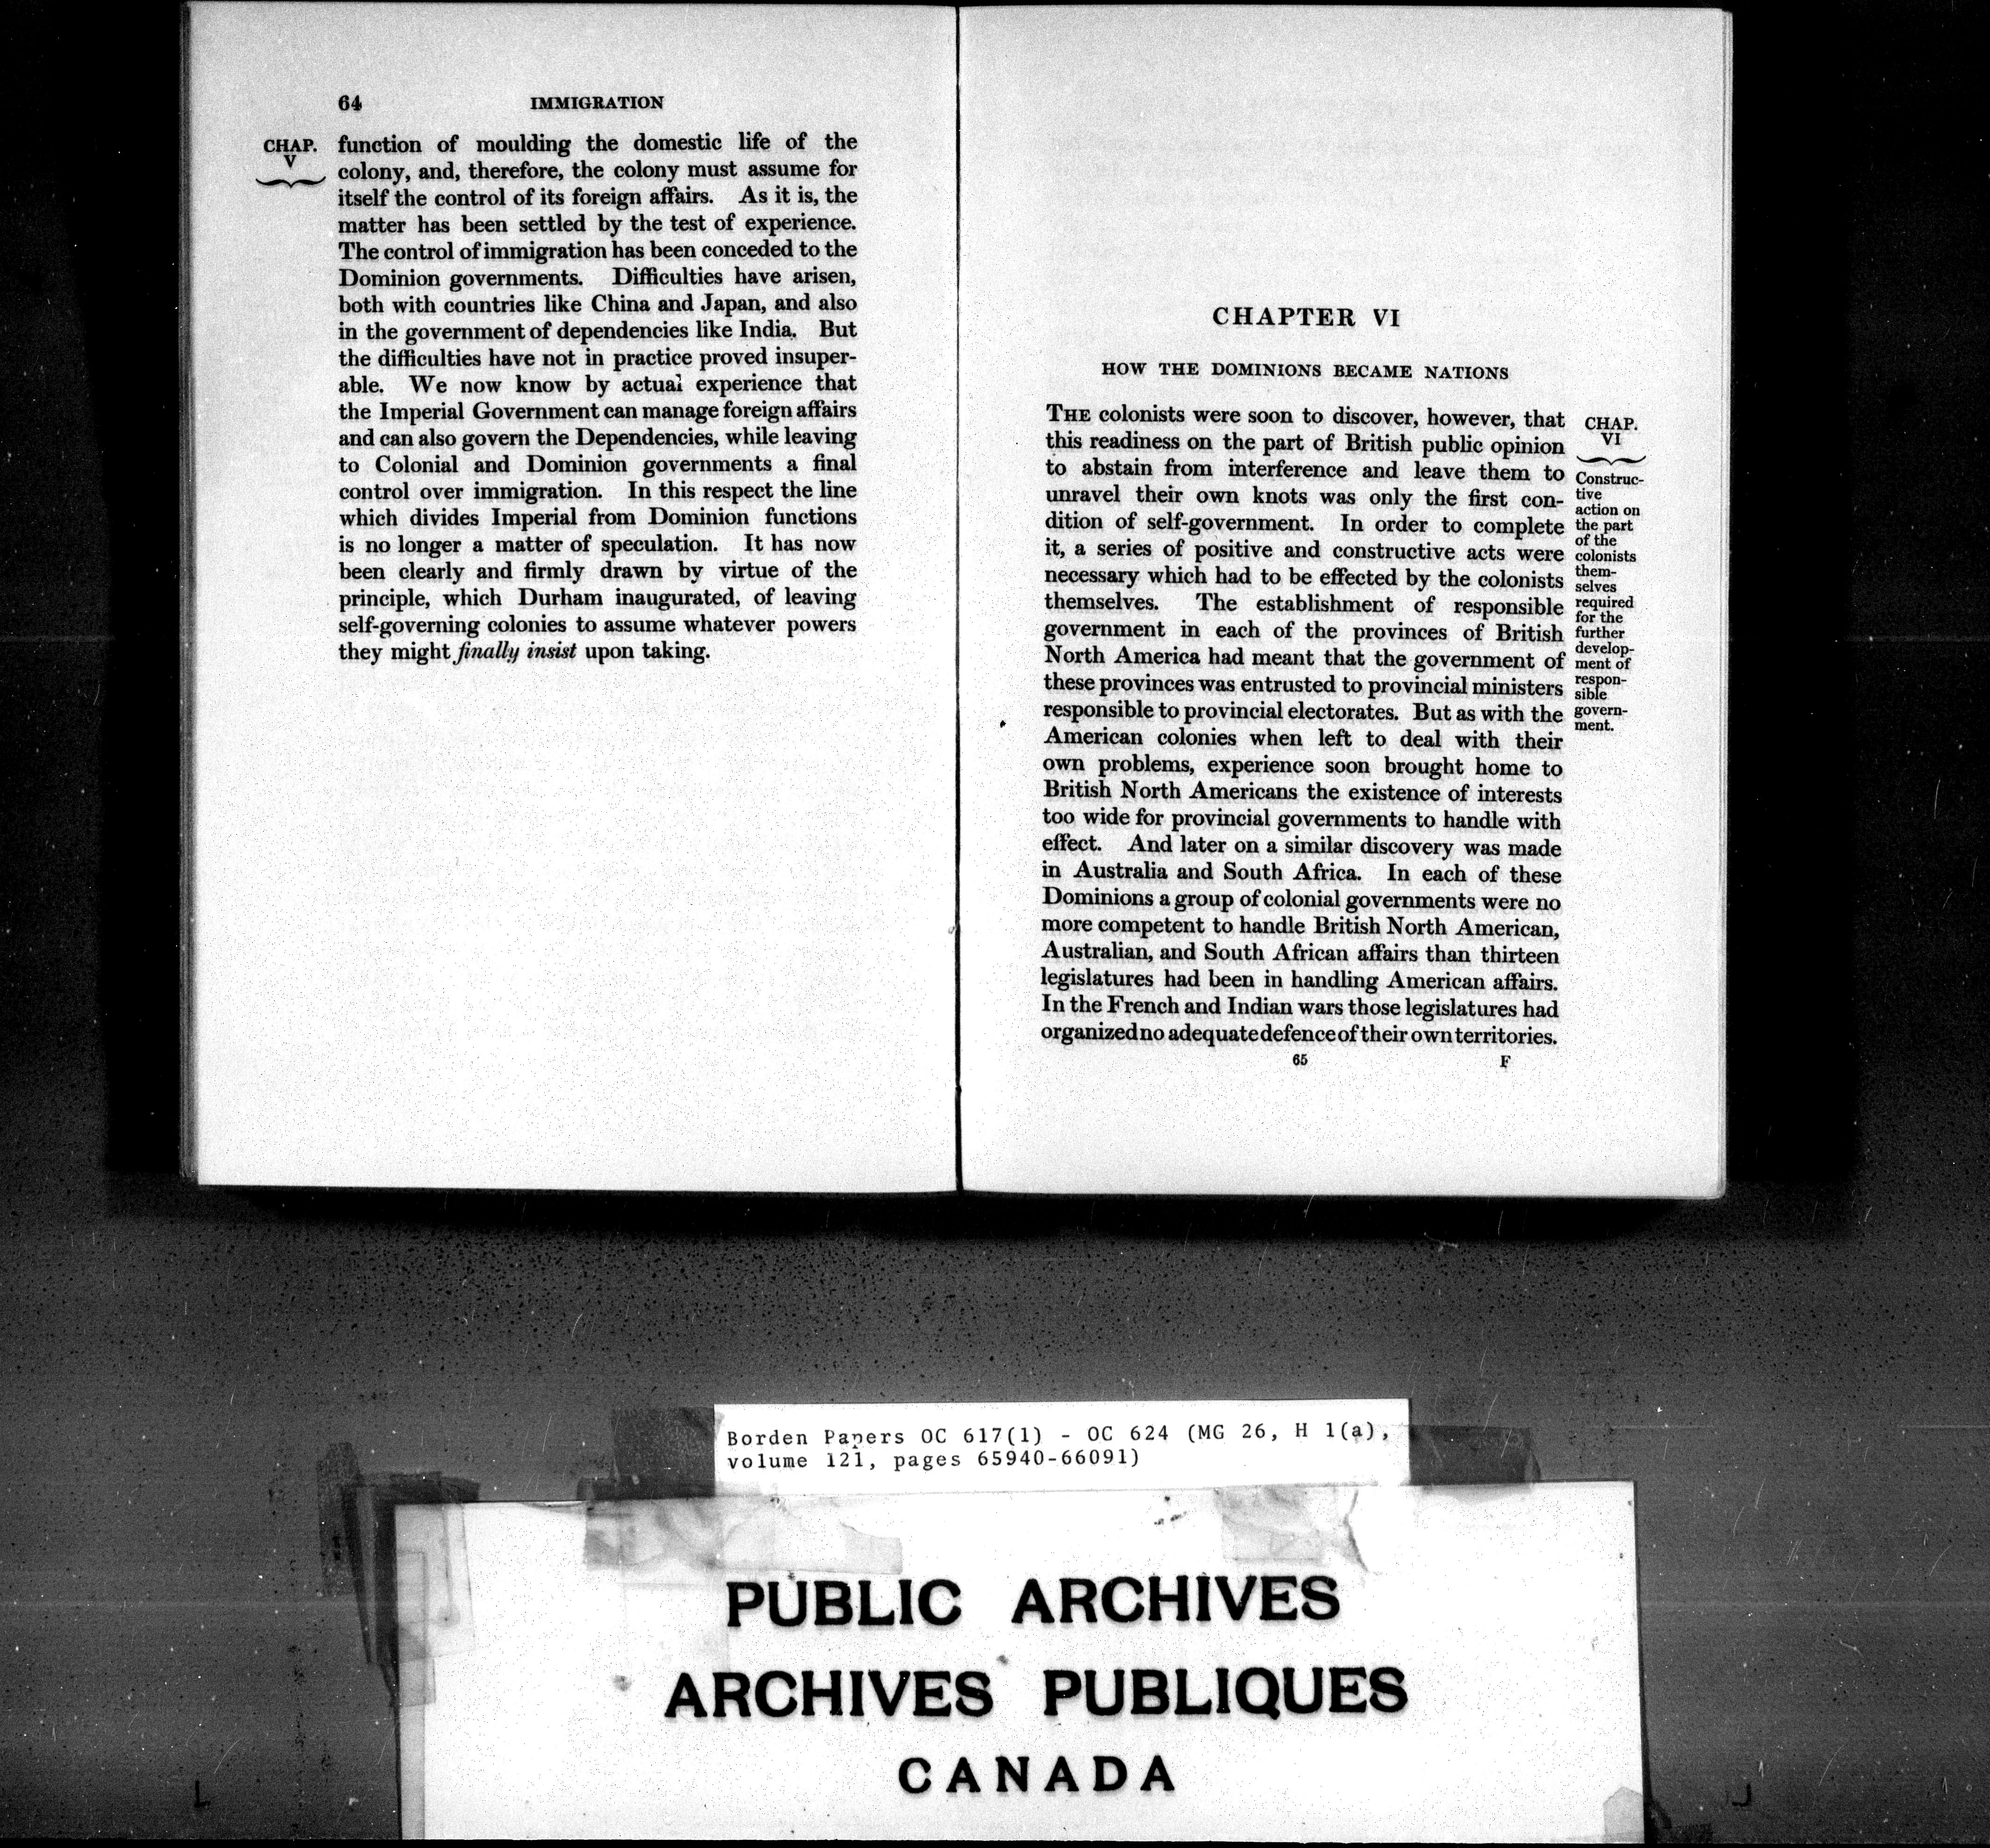 64 IMMIGRATION
CHAP.
V
function of moulding the domestic life of the
colony, and, therefore, the colony must assume for
itself the control of its foreign affairs. As it is, the
matter has been settled by the test of experience.
The control of immigration has been conceded to the
Dominion governments. Difficulties have arisen,
both with countries like China and Japan, and also
in the government of dependencies like India. But
the difficulties have not in practice proved insuper-
able. We now know by actual experience that
the Imperial Government can manage foreign affairs
and can also govern the Dependencies, while leaving
to Colonial and Dominion governments a final
control over immigration. In this respect the line
which divides Imperial from Dominion functions
is no longer a matter of speculation. It has now
been clearly and firmly drawn by virtue of the
principle, which Durham inaugurated, of leaving
self-governing colonies to assume whatever powers
they might finally insist upon taking.
CHAPTER VI
HOW THE DOMINIONS BECAME NATIONS
THE colonists were soon to discover, however, that
this readiness on the part of British public opinion
to abstain from interference and leave them to
unravel their own knots was only the first con-
dition of self-government. In order to complete
it, a series of positive and constructive acts were
necessary which had to be effected by the colonists
themselves. The establishment of responsible
government in each of the provinces of British
North America had meant that the government of
these provinces was entrusted to provincial ministers
responsible to provincial electorates. But as with the
American colonies when left to deal with their
own problems, experience soon brought home to
British North Americans the existence of interests
too wide for provincial governments to handle with
effect. And later on a similar discovery was made
in Australia and South Africa. In each of these
Dominions a group of colonial governments were no
more competent to handle British North American,
Australian, and South African affairs than thirteen
legislatures had been in handling American affairs.
In the French and Indian wars those legislatures had
organized no adequate defence of their own territories.
CHAP.
VI
Construc-
tive
action on
the part
of the
colonists
them-
selves
required
for the
further
develop-
ment of
respon-
sible
govern-
ment.
65 F
Borden Papers OC 617(1) - OC 624 (MG 26, H 1(a),
volume 121, pages 65940-66091)
PUBLIC ARCHIVES
ARCHIVES PUBLIQUES
CANADA